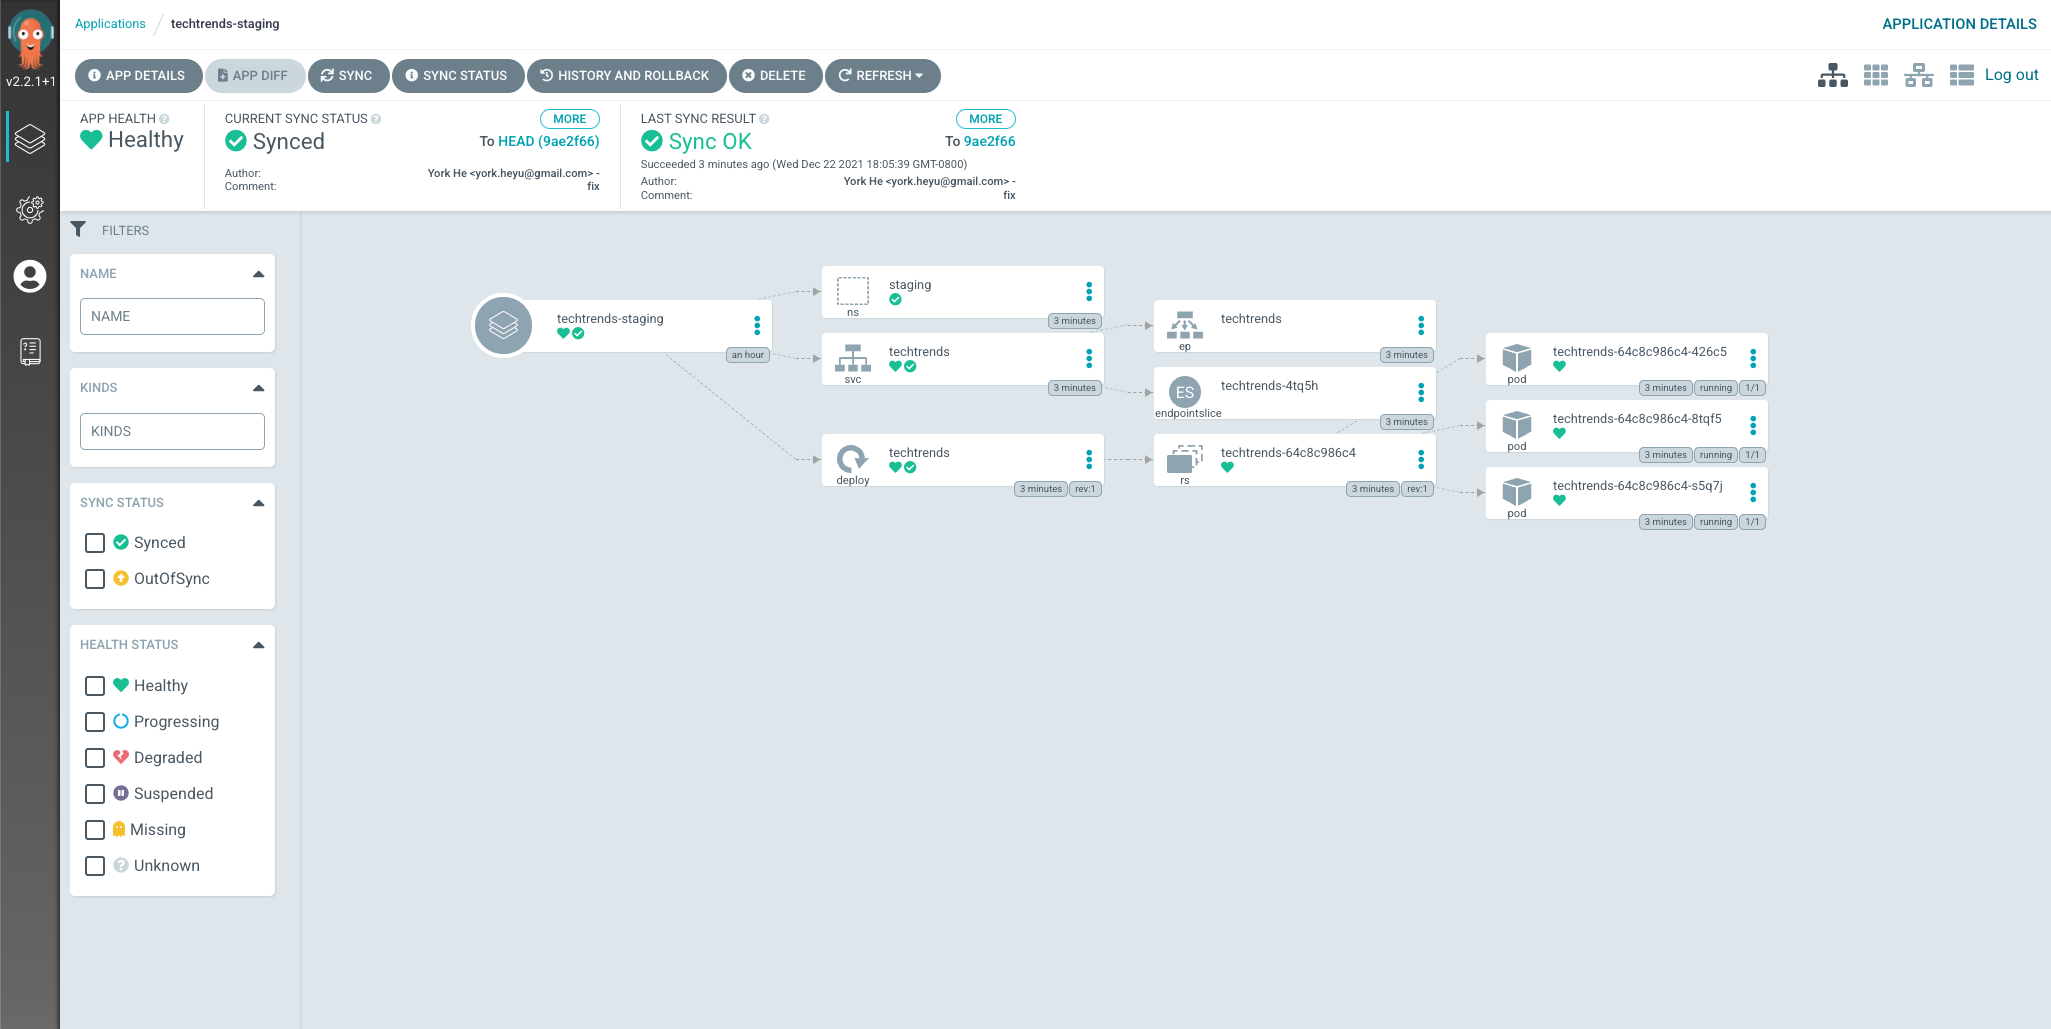 Applications / techtrends-staging
APPLICATION DETAILS
v2.2.1+1
APP DETAILS
APP DIFF
SYNC
SYNC STATUS
HISTORY AND ROLLBACK
DELETE
REFRESH
Log out
APP HEALTH
Healthy
CURRENT SYNC STATUS
MORE
Synced
To HEAD (9ae2f66)
Author:
York He <york.heyu@gmail.com> -
Comment:
fix
LAST SYNC RESULT
MORE
Sync OK
To 9ae2f66
Succeeded 3 minutes ago (Wed Dec 22 2021 18:05:39 GMT-0800)
Author:
York He <york.heyu@gmail.com> -
Comment:
fix
FILTERS
NAME
NAME
KINDS
KINDS
SYNC STATUS
Synced
OutOfSync
HEALTH STATUS
Healthy
Progressing
Degraded
Suspended
Missing
Unknown
techtrends-staging
an hour
staging
ns
3 minutes
techtrends
svc
3 minutes
techtrends
deploy
3 minutes
rev:1
techtrends
ep
3 minutes
ES
techtrends-4tq5h
endpointslice
3 minutes
techtrends-64c8c986c4
rs
3 minutes
rev:1
techtrends-64c8c986c4-426c5
pod
3 minutes
running
1/1
techtrends-64c8c986c4-8tqf5
pod
3 minutes
running
1/1
techtrends-64c8c986c4-s5q7j
pod
3 minutes
running
1/1